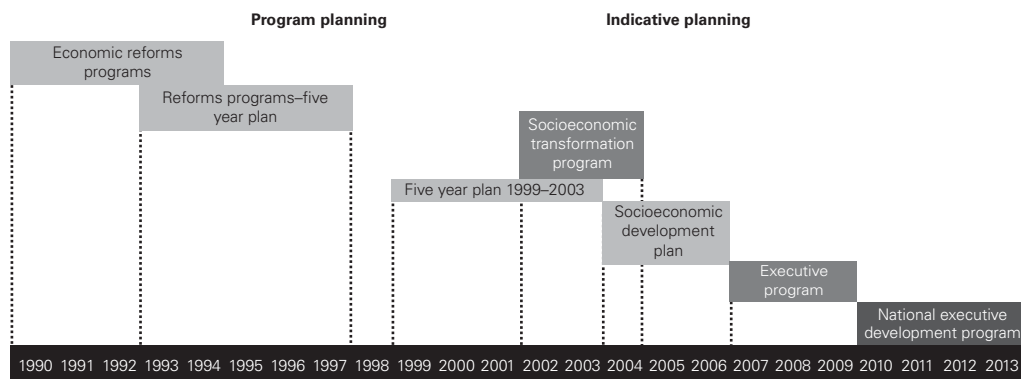 Program planning
Indicative planning
Economic reforms
programs
Reforms programs–five
year plan
Socioeconomic
transformation
program
Five year plan 1999–2003
Socioeconomic
development
plan
Executive
program
National executive
development program
1990 1991 1992 1993 1994 1995 1996 1997 1998 1999 2000 2001 2002 2003 2004 2005 2006 2007 2008 2009 2010 2011 2012 2013